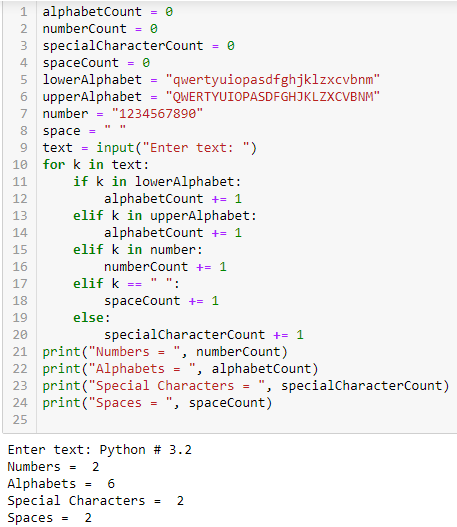 1 alphabetCount = 0
2 numberCount = 0
3 specialCharacterCount = 0
4 spaceCount = 0
5 lowerAlphabet = "qwertyuiopasdfghjklzxcvbnm"
6 upperAlphabet = "QWERTYUIOPASDFGHJKLZXCVBNM"
7 number = "1234567890"
8 space = " "
9 text = input("Enter text: ")
10 for k in text:
11     if k in lowerAlphabet:
12         alphabetCount += 1
13     elif k in upperAlphabet:
14         alphabetCount += 1
15     elif k in number:
16         numberCount += 1
17     elif k == " ":
18         spaceCount += 1
19     else:
20         specialCharacterCount += 1
21 print("Numbers = ", numberCount)
22 print("Alphabets = ", alphabetCount)
23 print("Special Characters = ", specialCharacterCount)
24 print("Spaces = ", spaceCount)
25
Enter text: Python # 3.2
Numbers =  2
Alphabets =  6
Special Characters =  2
Spaces =  2